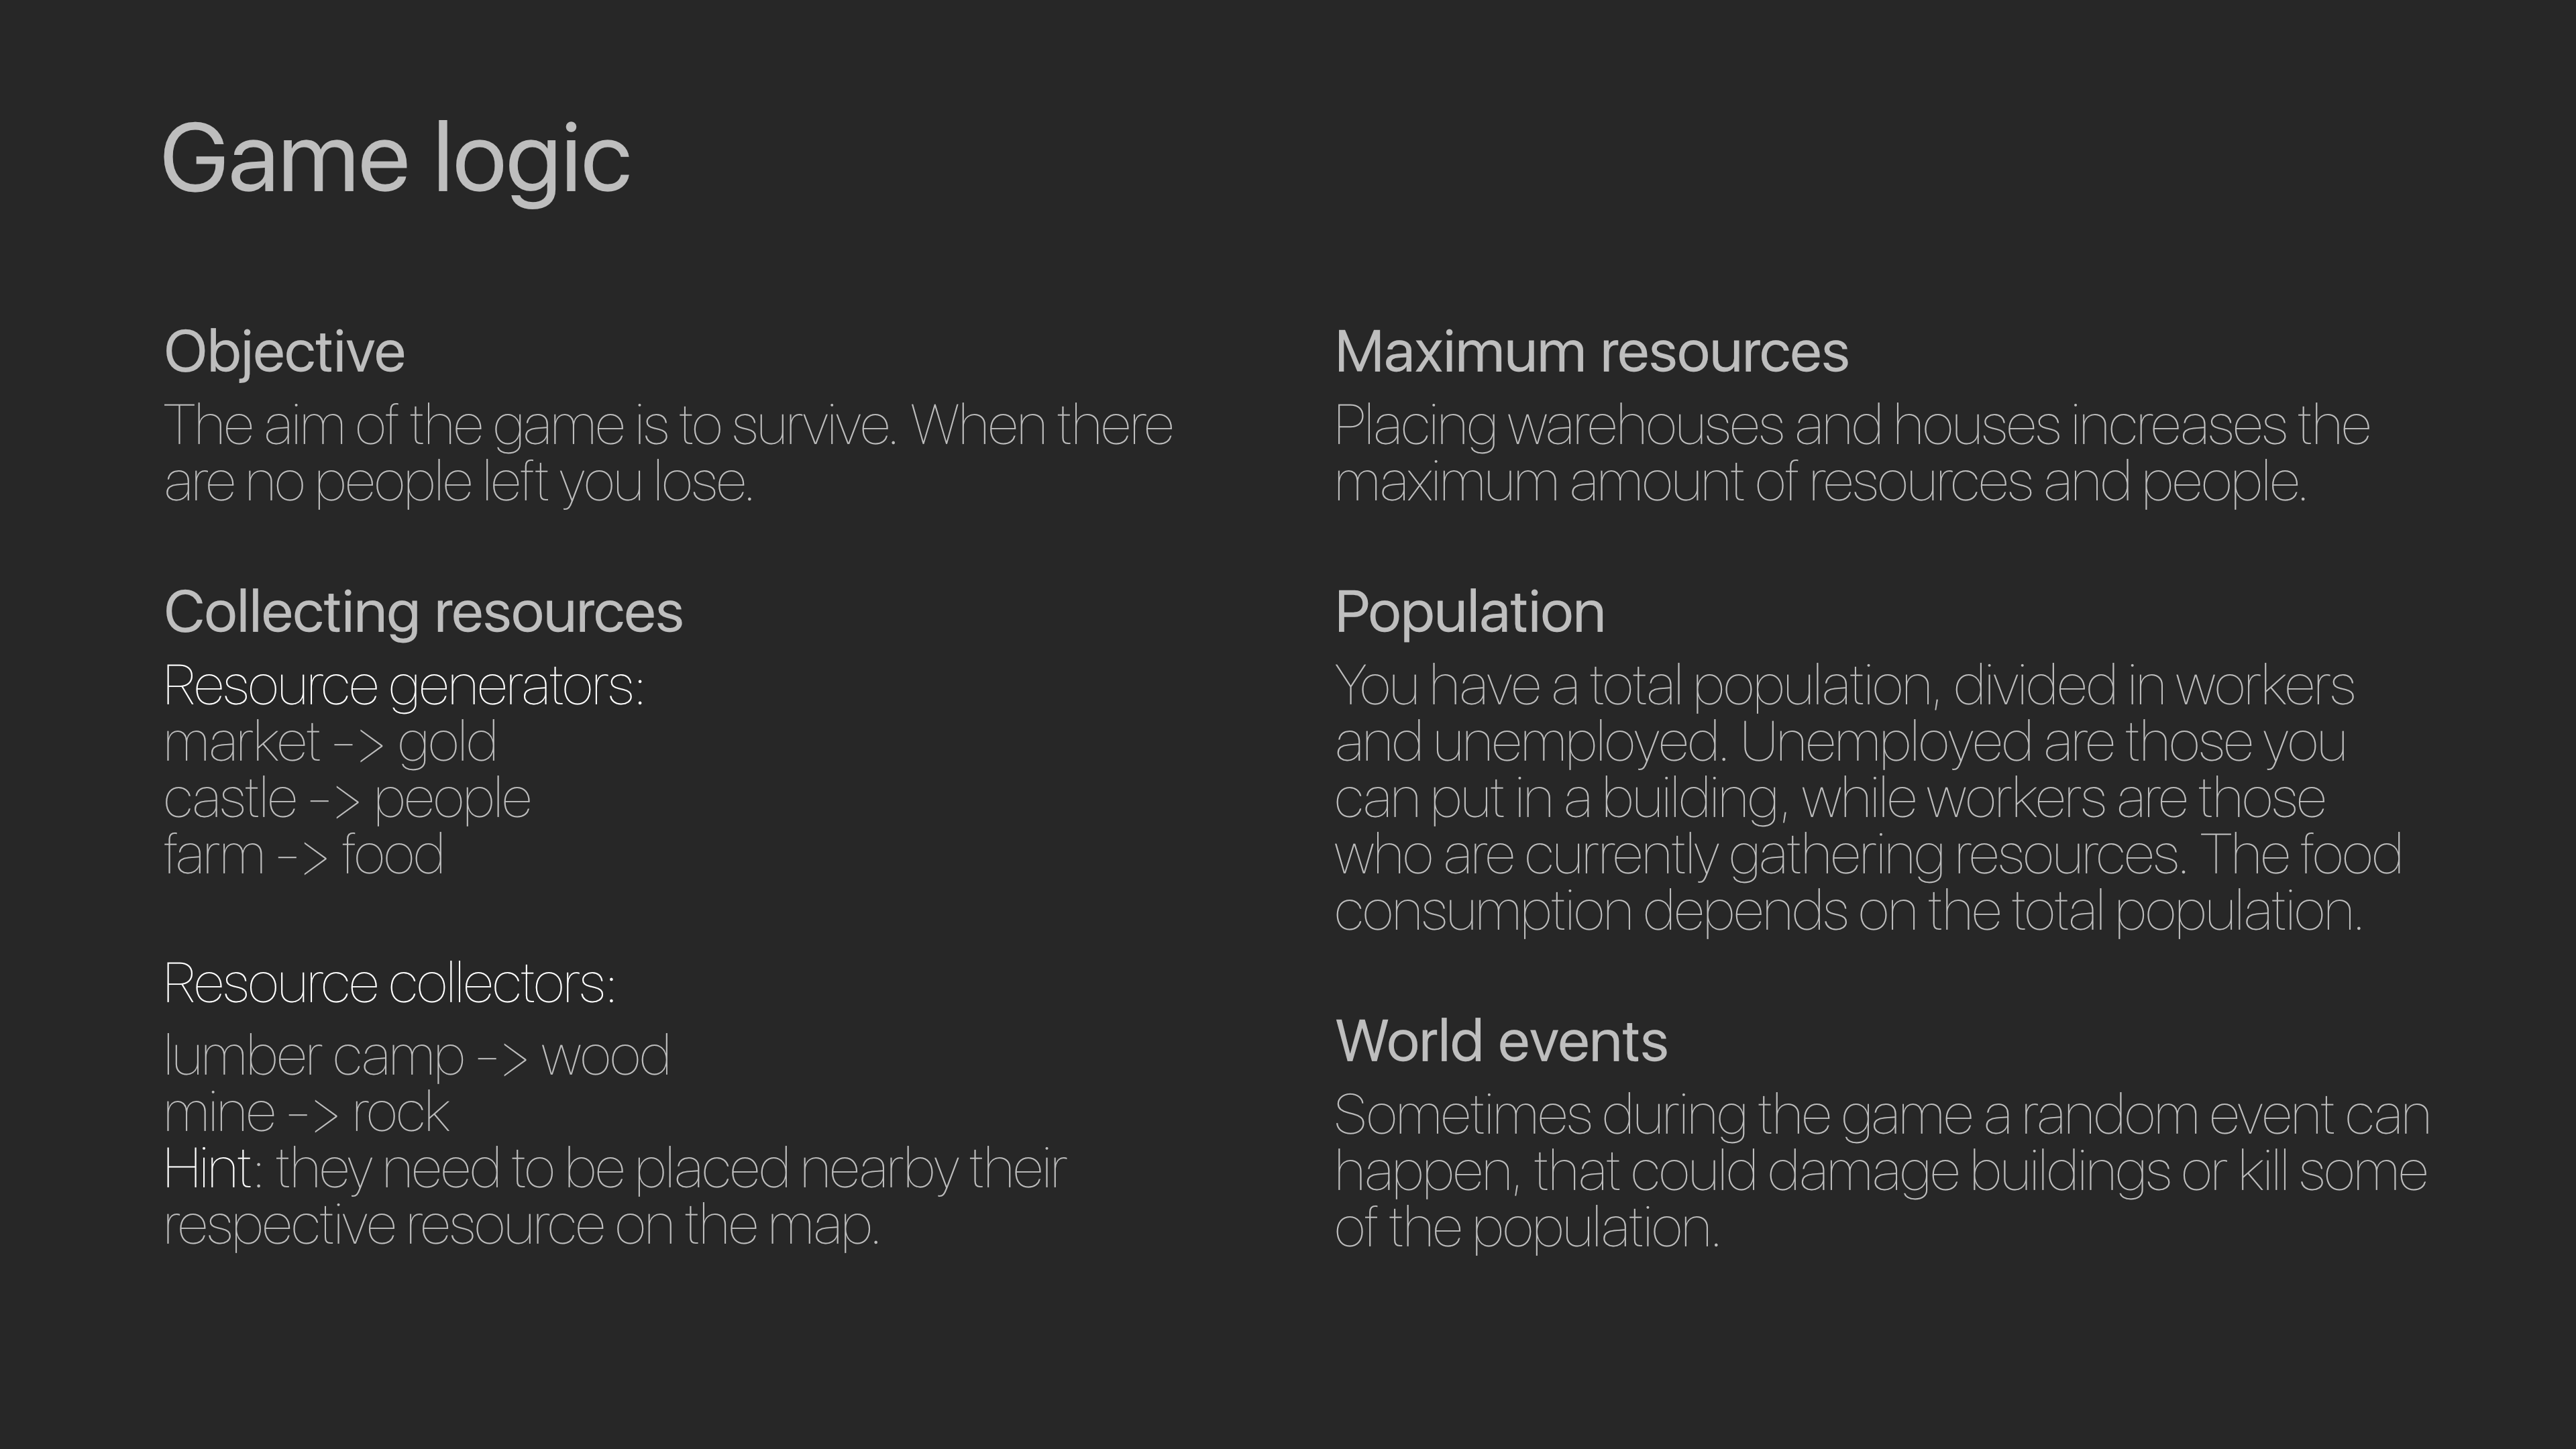 Game logic
Objective
The aim of the game is to survive. When there
are no people left you lose.
Collecting resources
Resource generators:
market -> gold
castle -> people
farm -> food
Resource collectors:
lumber camp -> wood
mine -> rock
Hint: they need to be placed nearby their
respective resource on the map.
Maximum resources
Placing warehouses and houses increases the
maximum amount of resources and people.
Population
You have a total population, divided in workers
and unemployed. Unemployed are those you
can put in a building, while workers are those
who are currently gathering resources. The food
consumption depends on the total population.
World events
Sometimes during the game a random event can
happen, that could damage buildings or kill some
of the population.